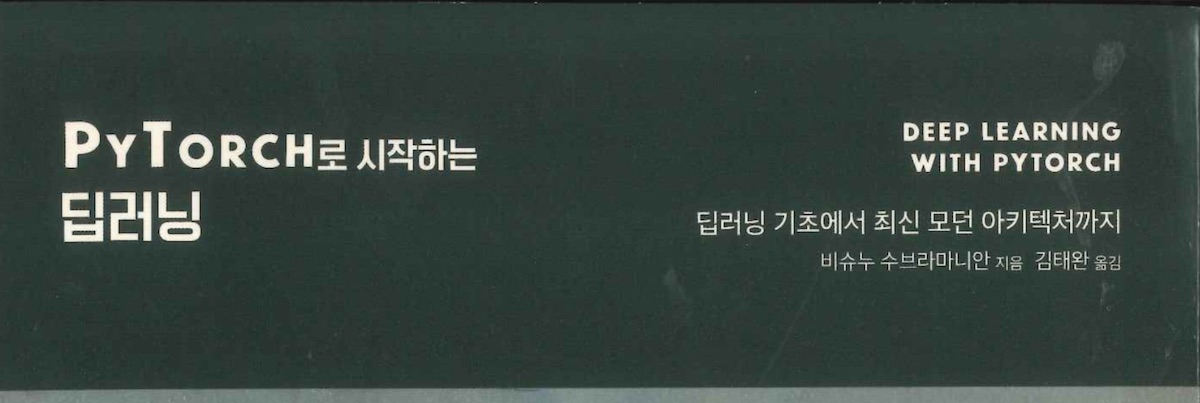 PYTORCH로 시작하는
딥러닝
DEEP LEARNING
WITH PYTORCH
딥러닝 기초에서 최신 모던 아키텍처까지
비슈누 수브라마니안 지음 김태완 옮김